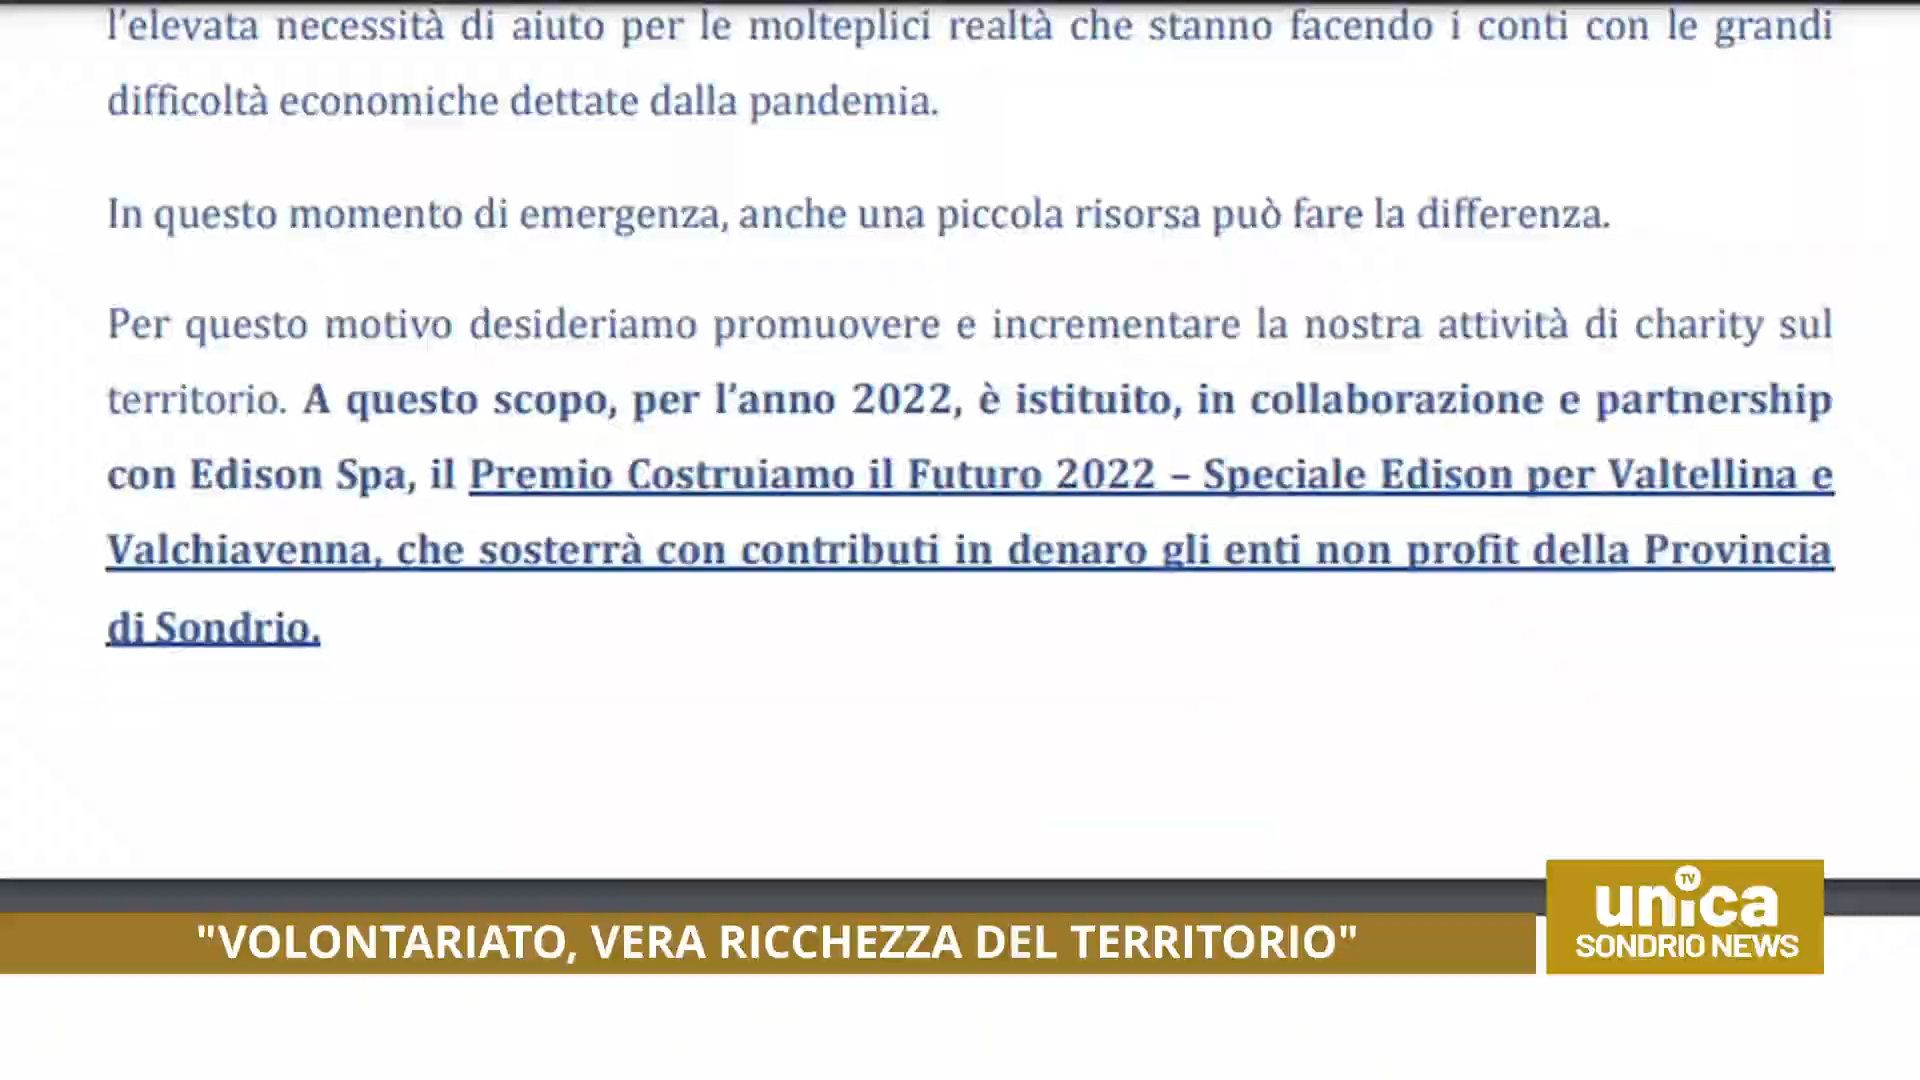 l’elevata necessità di aiuto per le molteplici realtà che stanno facendo i conti con le grandi
difficoltà economiche dettate dalla pandemia.
In questo momento di emergenza, anche una piccola risorsa può fare la differenza.
Per questo motivo desideriamo promuovere e incrementare la nostra attività di charity sul
territorio. A questo scopo, per l’anno 2022, è istituito, in collaborazione e partnership
con Edison Spa, il Premio Costruiamo il Futuro 2022 – Speciale Edison per Valtellina e
Valchiavenna, che sosterrà con contributi in denaro gli enti non profit della Provincia
di Sondrio.
"VOLONTARIATO, VERA RICCHEZZA DEL TERRITORIO"
TV
unica
SONDRIO NEWS